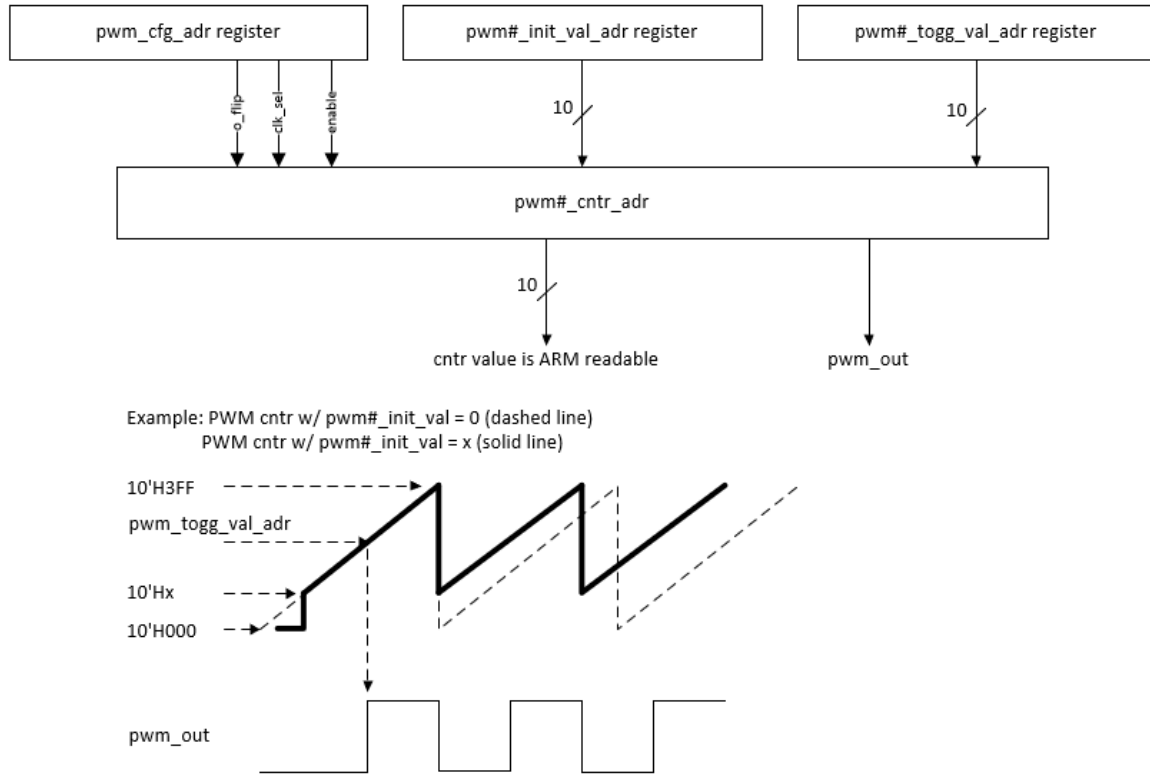 pwm_cfg_adr register
pwm#_init_val_adr register
pwm#_togg_val_adr register
o_flip
clk_sel
enable
10
10
pwm#_cntr_adr
10
cntr value is ARM readable
pwm_out
Example: PWM cntr w/ pwm#_init_val = 0 (dashed line)
PWM cntr w/ pwm#_init_val = x (solid line)
10'H3FF
pwm_togg_val_adr
10'Hx
10'H000
pwm_out